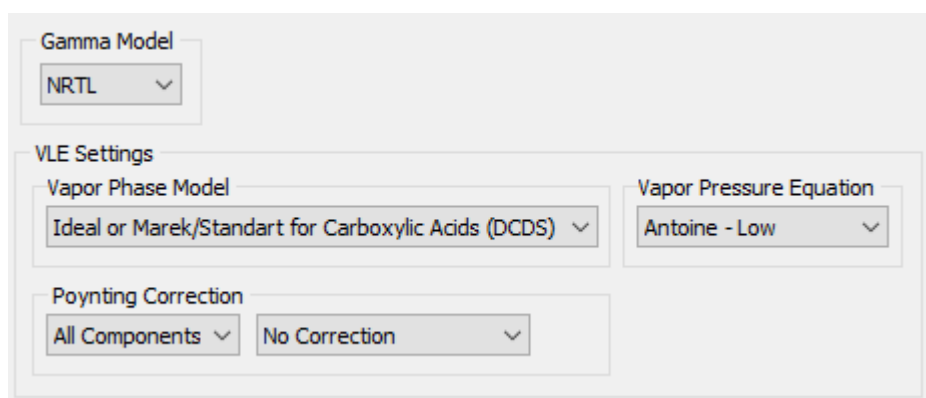 Gamma Model
NRTL
VLE Settings
Vapor Phase Model
Ideal or Marek/Standart for Carboxylic Acids (DCDS)
Vapor Pressure Equation
Antoine - Low
Poynting Correction
All Components
No Correction